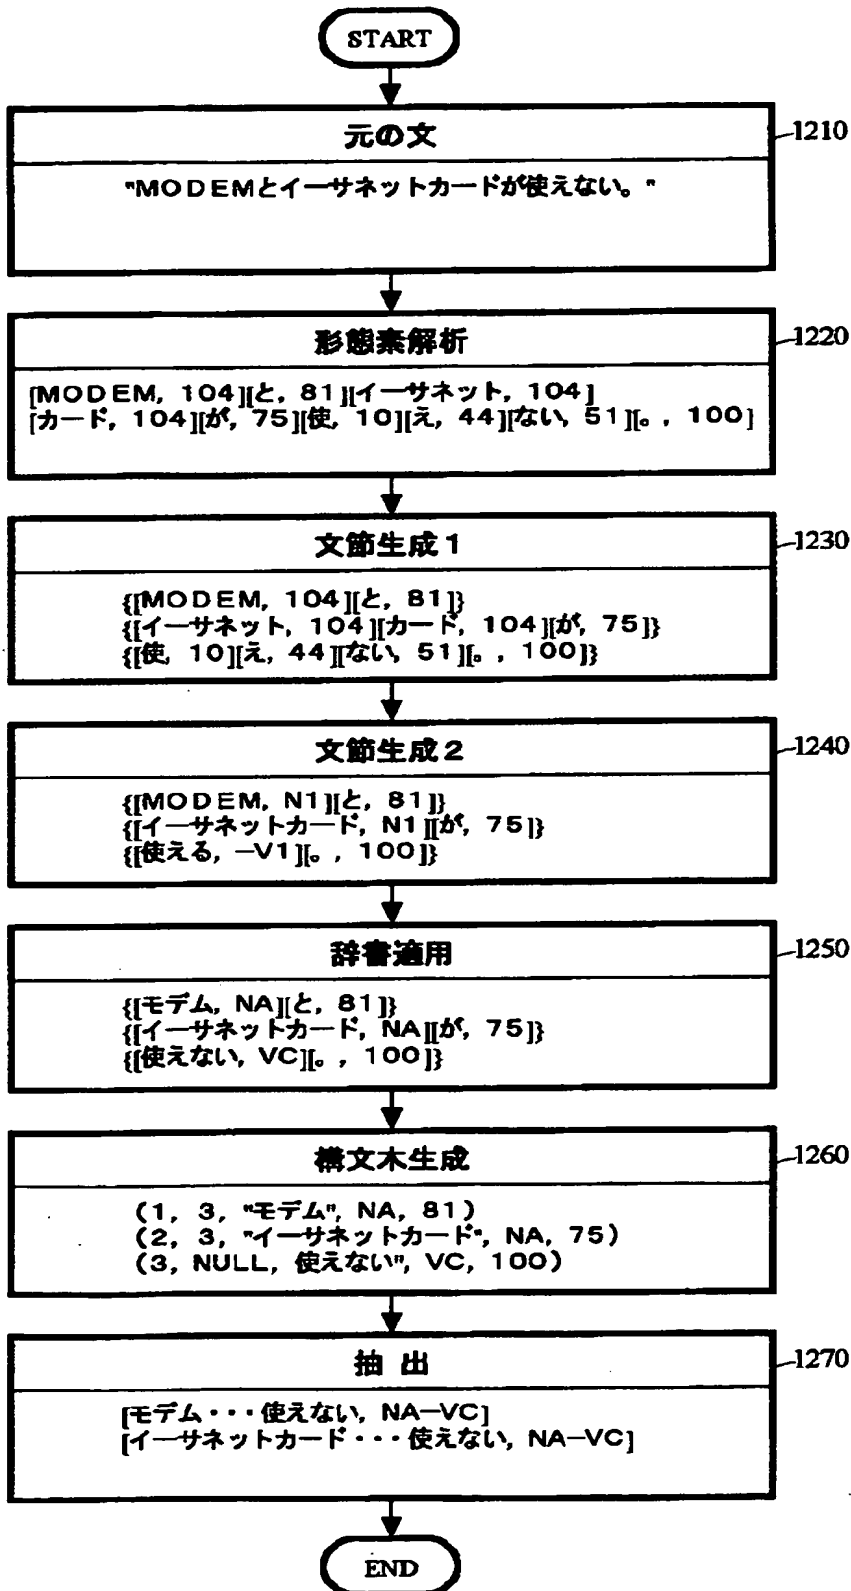 START
元の文
1210
"MODEMとイーサネットカードが使えない。"
形態素解析
1220
[MODEM, 104][と, 81][イーサネット, 104]
[カード, 104][が, 75][使, 10][え, 44][ない, 51][。, 100]
文節生成1
1230
{[MODEM, 104][と, 81]}
{[イーサネット, 104][カード, 104][が, 75]}
{[使, 10][え, 44][ない, 51][。, 100]}
文節生成2
1240
{[MODEM, N1][と, 81]}
{[イーサネットカード, N1][が, 75]}
{[使える, −V1][。, 100]}
辞書適用
1250
{[モデム, NA][と, 81]}
{[イーサネットカード, NA][が, 75]}
{[使えない, VC][。, 100]}
構文木生成
1260
(1, 3, "モデム", NA, 81)
(2, 3, "イーサネットカード", NA, 75)
(3, NULL, 使えない", VC, 100)
抽 出
1270
[モデム・・・使えない, NA−VC]
[イーサネットカード・・・使えない, NA−VC]
END